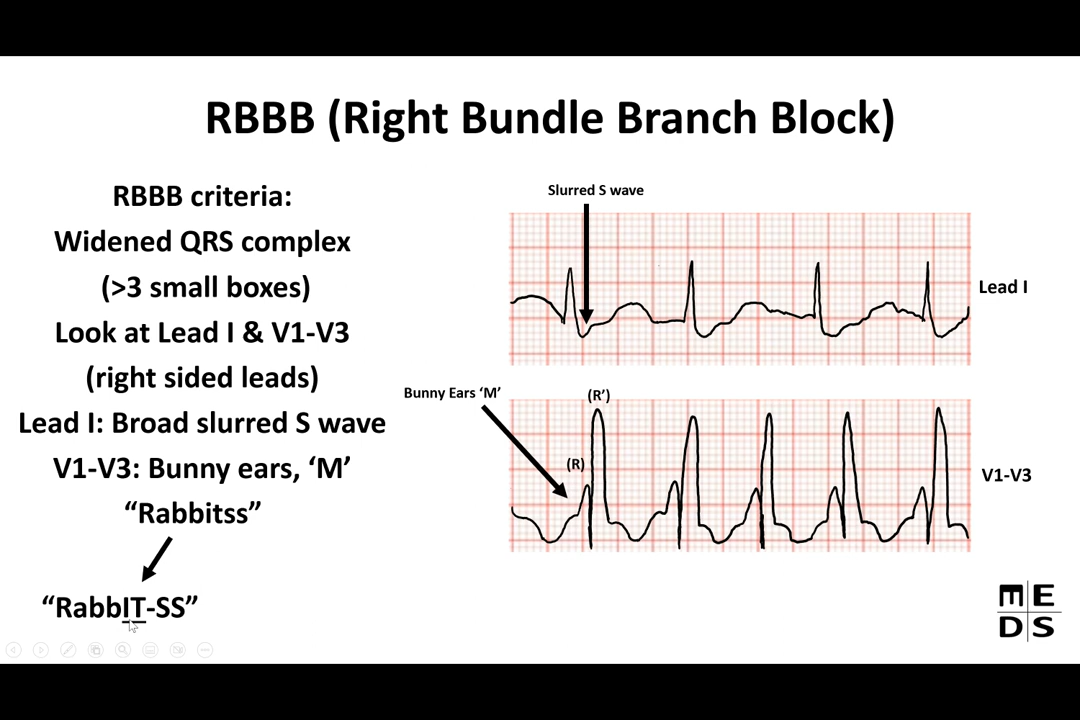 RBBB (Right Bundle Branch Block)
RBBB criteria:
Widened QRS complex
(>3 small boxes)
Look at Lead I & V1-V3
(right sided leads)
Lead I: Broad slurred S wave
V1-V3: Bunny ears, ‘M’
“Rabbitss”
“RabbIT-SS”
Slurred S wave
Lead I
Bunny Ears ‘M’
(R’)
(R)
V1-V3
ME
DS